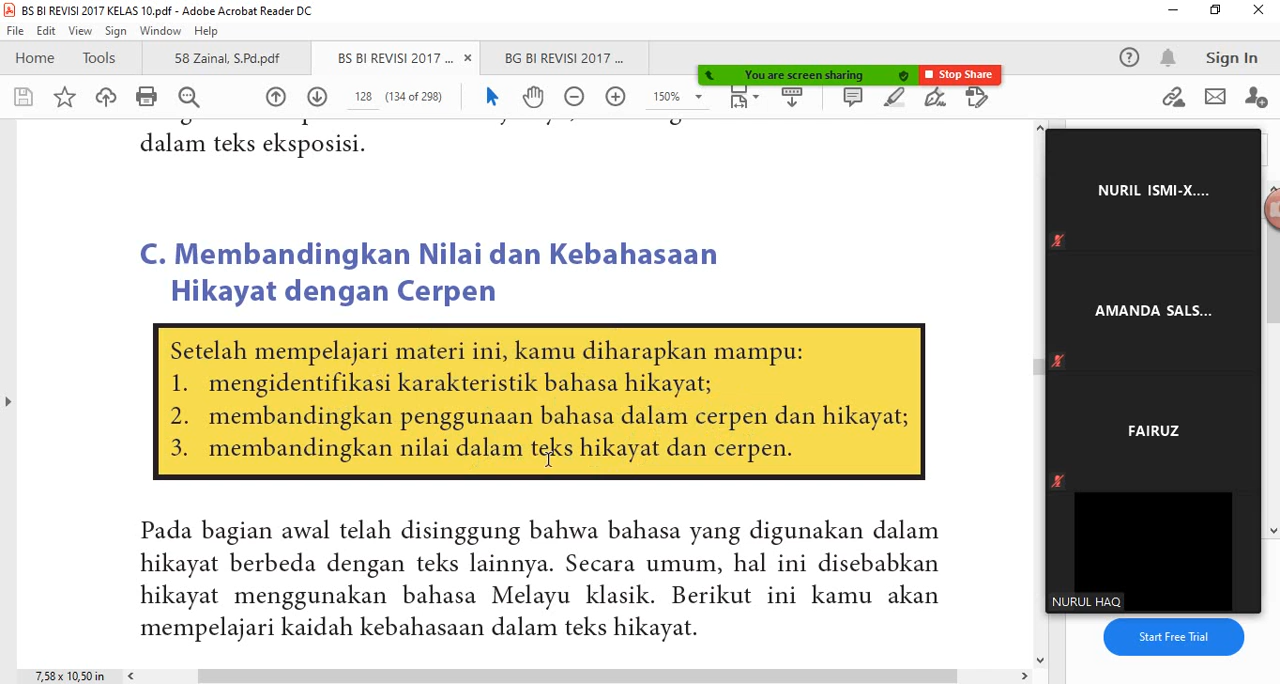 BS BI REVISI 2017 KELAS 10.pdf - Adobe Acrobat Reader DC
File Edit View Sign Window Help
Home Tools 58 Zainal, S.Pd.pdf BS BI REVISI 2017 ... × BG BI REVISI 2017 ... Sign In
You are screen sharing Stop Share
128 (134 of 298) 150%
dalam teks eksposisi.
C. Membandingkan Nilai dan Kebahasaan
Hikayat dengan Cerpen
Setelah mempelajari materi ini, kamu diharapkan mampu:
1. mengidentifikasi karakteristik bahasa hikayat;
2. membandingkan penggunaan bahasa dalam cerpen dan hikayat;
3. membandingkan nilai dalam teks hikayat dan cerpen.
Pada bagian awal telah disinggung bahwa bahasa yang digunakan dalam
hikayat berbeda dengan teks lainnya. Secara umum, hal ini disebabkan
hikayat menggunakan bahasa Melayu klasik. Berikut ini kamu akan
mempelajari kaidah kebahasaan dalam teks hikayat.
7,58 x 10,50 in
NURIL ISMI-X....
AMANDA SALS...
FAIRUZ
NURUL HAQ
Start Free Trial